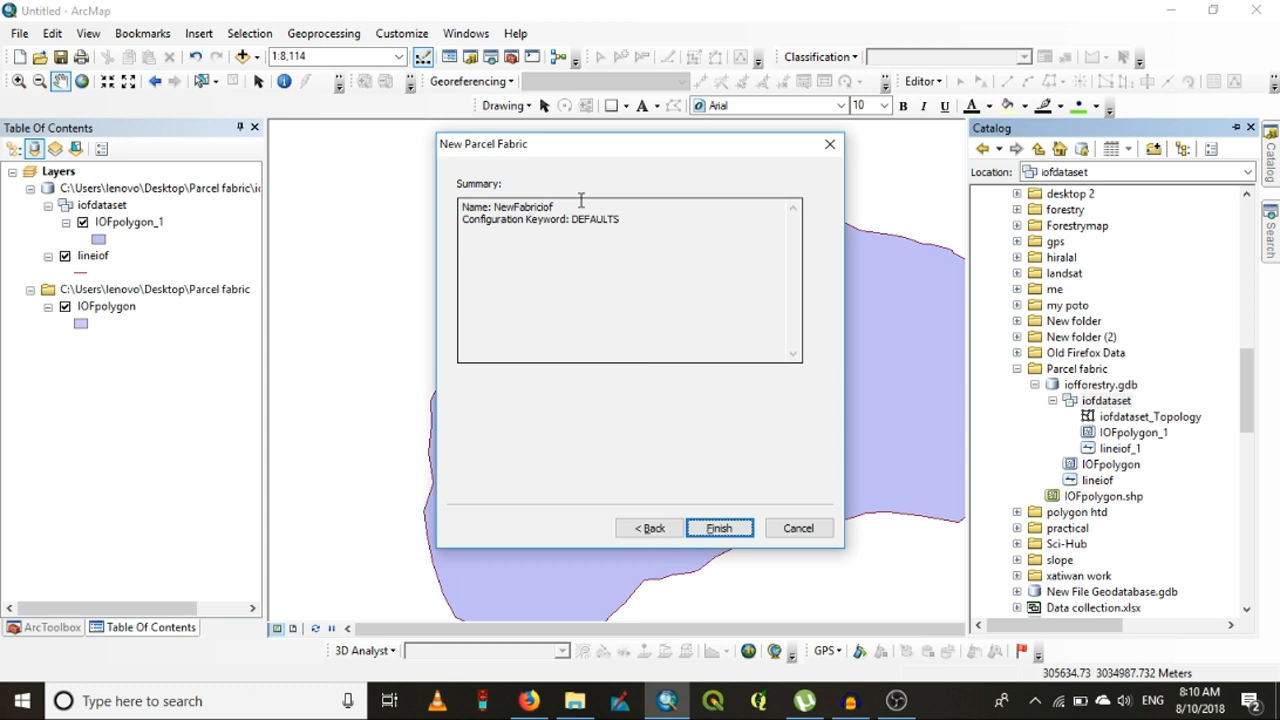 Untitled - ArcMap
File Edit View Bookmarks Insert Selection Geoprocessing Customize Windows Help
1:8,114
Classification
Georeferencing
Editor
Drawing
Arial
10
B I U A
Table Of Contents
Layers
C:\Users\lenovo\Desktop\Parcel fabric\i
iofdataset
IOFpolygon_1
lineiof
C:\Users\lenovo\Desktop\Parcel fabric
IOFpolygon
ArcToolbox
Table Of Contents
New Parcel Fabric
Summary:
Name: NewFabriciof
Configuration Keyword: DEFAULTS
< Back
Finish
Cancel
Catalog
Location: iofdataset
desktop 2
forestry
Forestrymap
gps
hiralal
landsat
me
my poto
New folder
New folder (2)
Old Firefox Data
Parcel fabric
iofforestry.gdb
iofdataset
iofdataset_Topology
IOFpolygon_1
lineiof_1
IOFpolygon
lineiof
IOFpolygon.shp
polygon htd
practical
Sci-Hub
slope
xatiwan work
New File Geodatabase.gdb
Data collection.xlsx
Catalog
Search
3D Analyst
GPS
305634.73 3034987.732 Meters
Type here to search
ENG
8:10 AM
8/10/2018
2